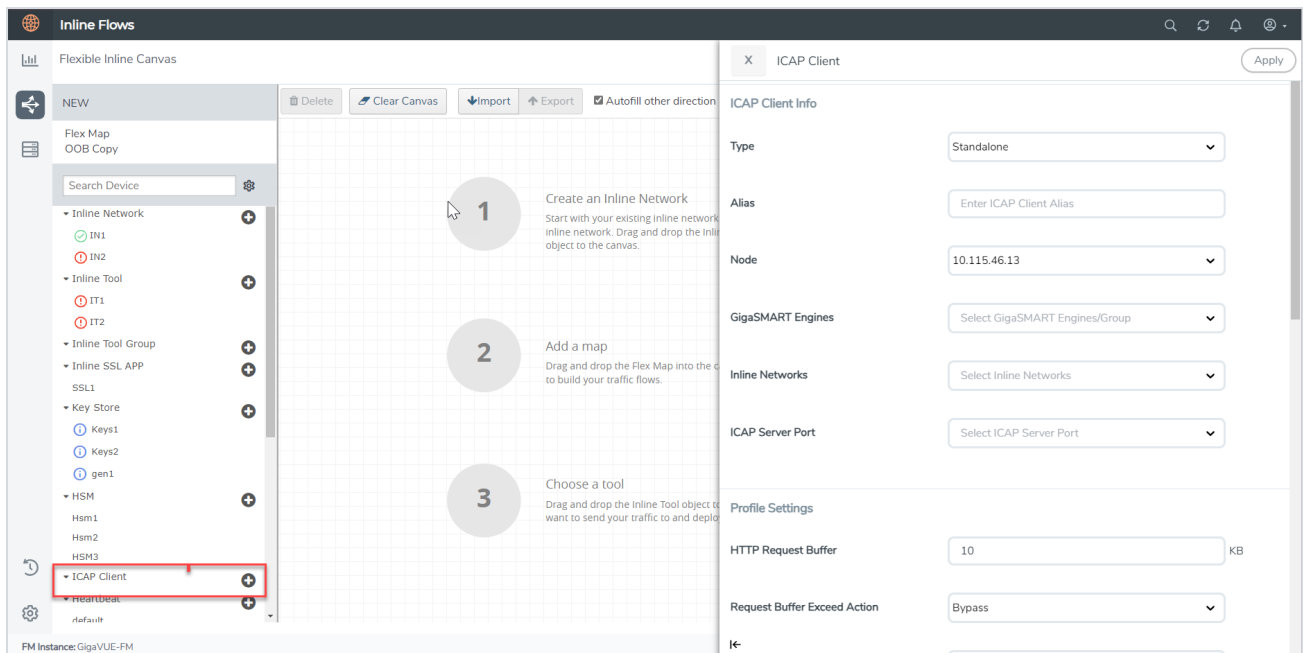 Inline Flows
Flexible Inline Canvas
NEW
Flex Map
OOB Copy
Search Device
Inline Network
IN1
IN2
Inline Tool
IT1
IT2
Inline Tool Group
Inline SSL APP
SSL1
Key Store
Keys1
Keys2
gen1
HSM
Hsm1
Hsm2
HSM3
ICAP Client
Heartbeat
default
FM Instance: GigaVUE-FM
Delete
Clear Canvas
Import
Export
Autofill other direction
1
Create an Inline Network
Start with your existing inline network
inline network. Drag and drop the Inli
object to the canvas.
2
Add a map
Drag and drop the Flex Map into the c
to build your traffic flows.
3
Choose a tool
Drag and drop the Inline Tool object to
want to send your traffic to and deplo
X
ICAP Client
Apply
ICAP Client Info
Type
Standalone
Alias
Enter ICAP Client Alias
Node
10.115.46.13
GigaSMART Engines
Select GigaSMART Engines/Group
Inline Networks
Select Inline Networks
ICAP Server Port
Select ICAP Server Port
Profile Settings
HTTP Request Buffer
10
KB
Request Buffer Exceed Action
Bypass